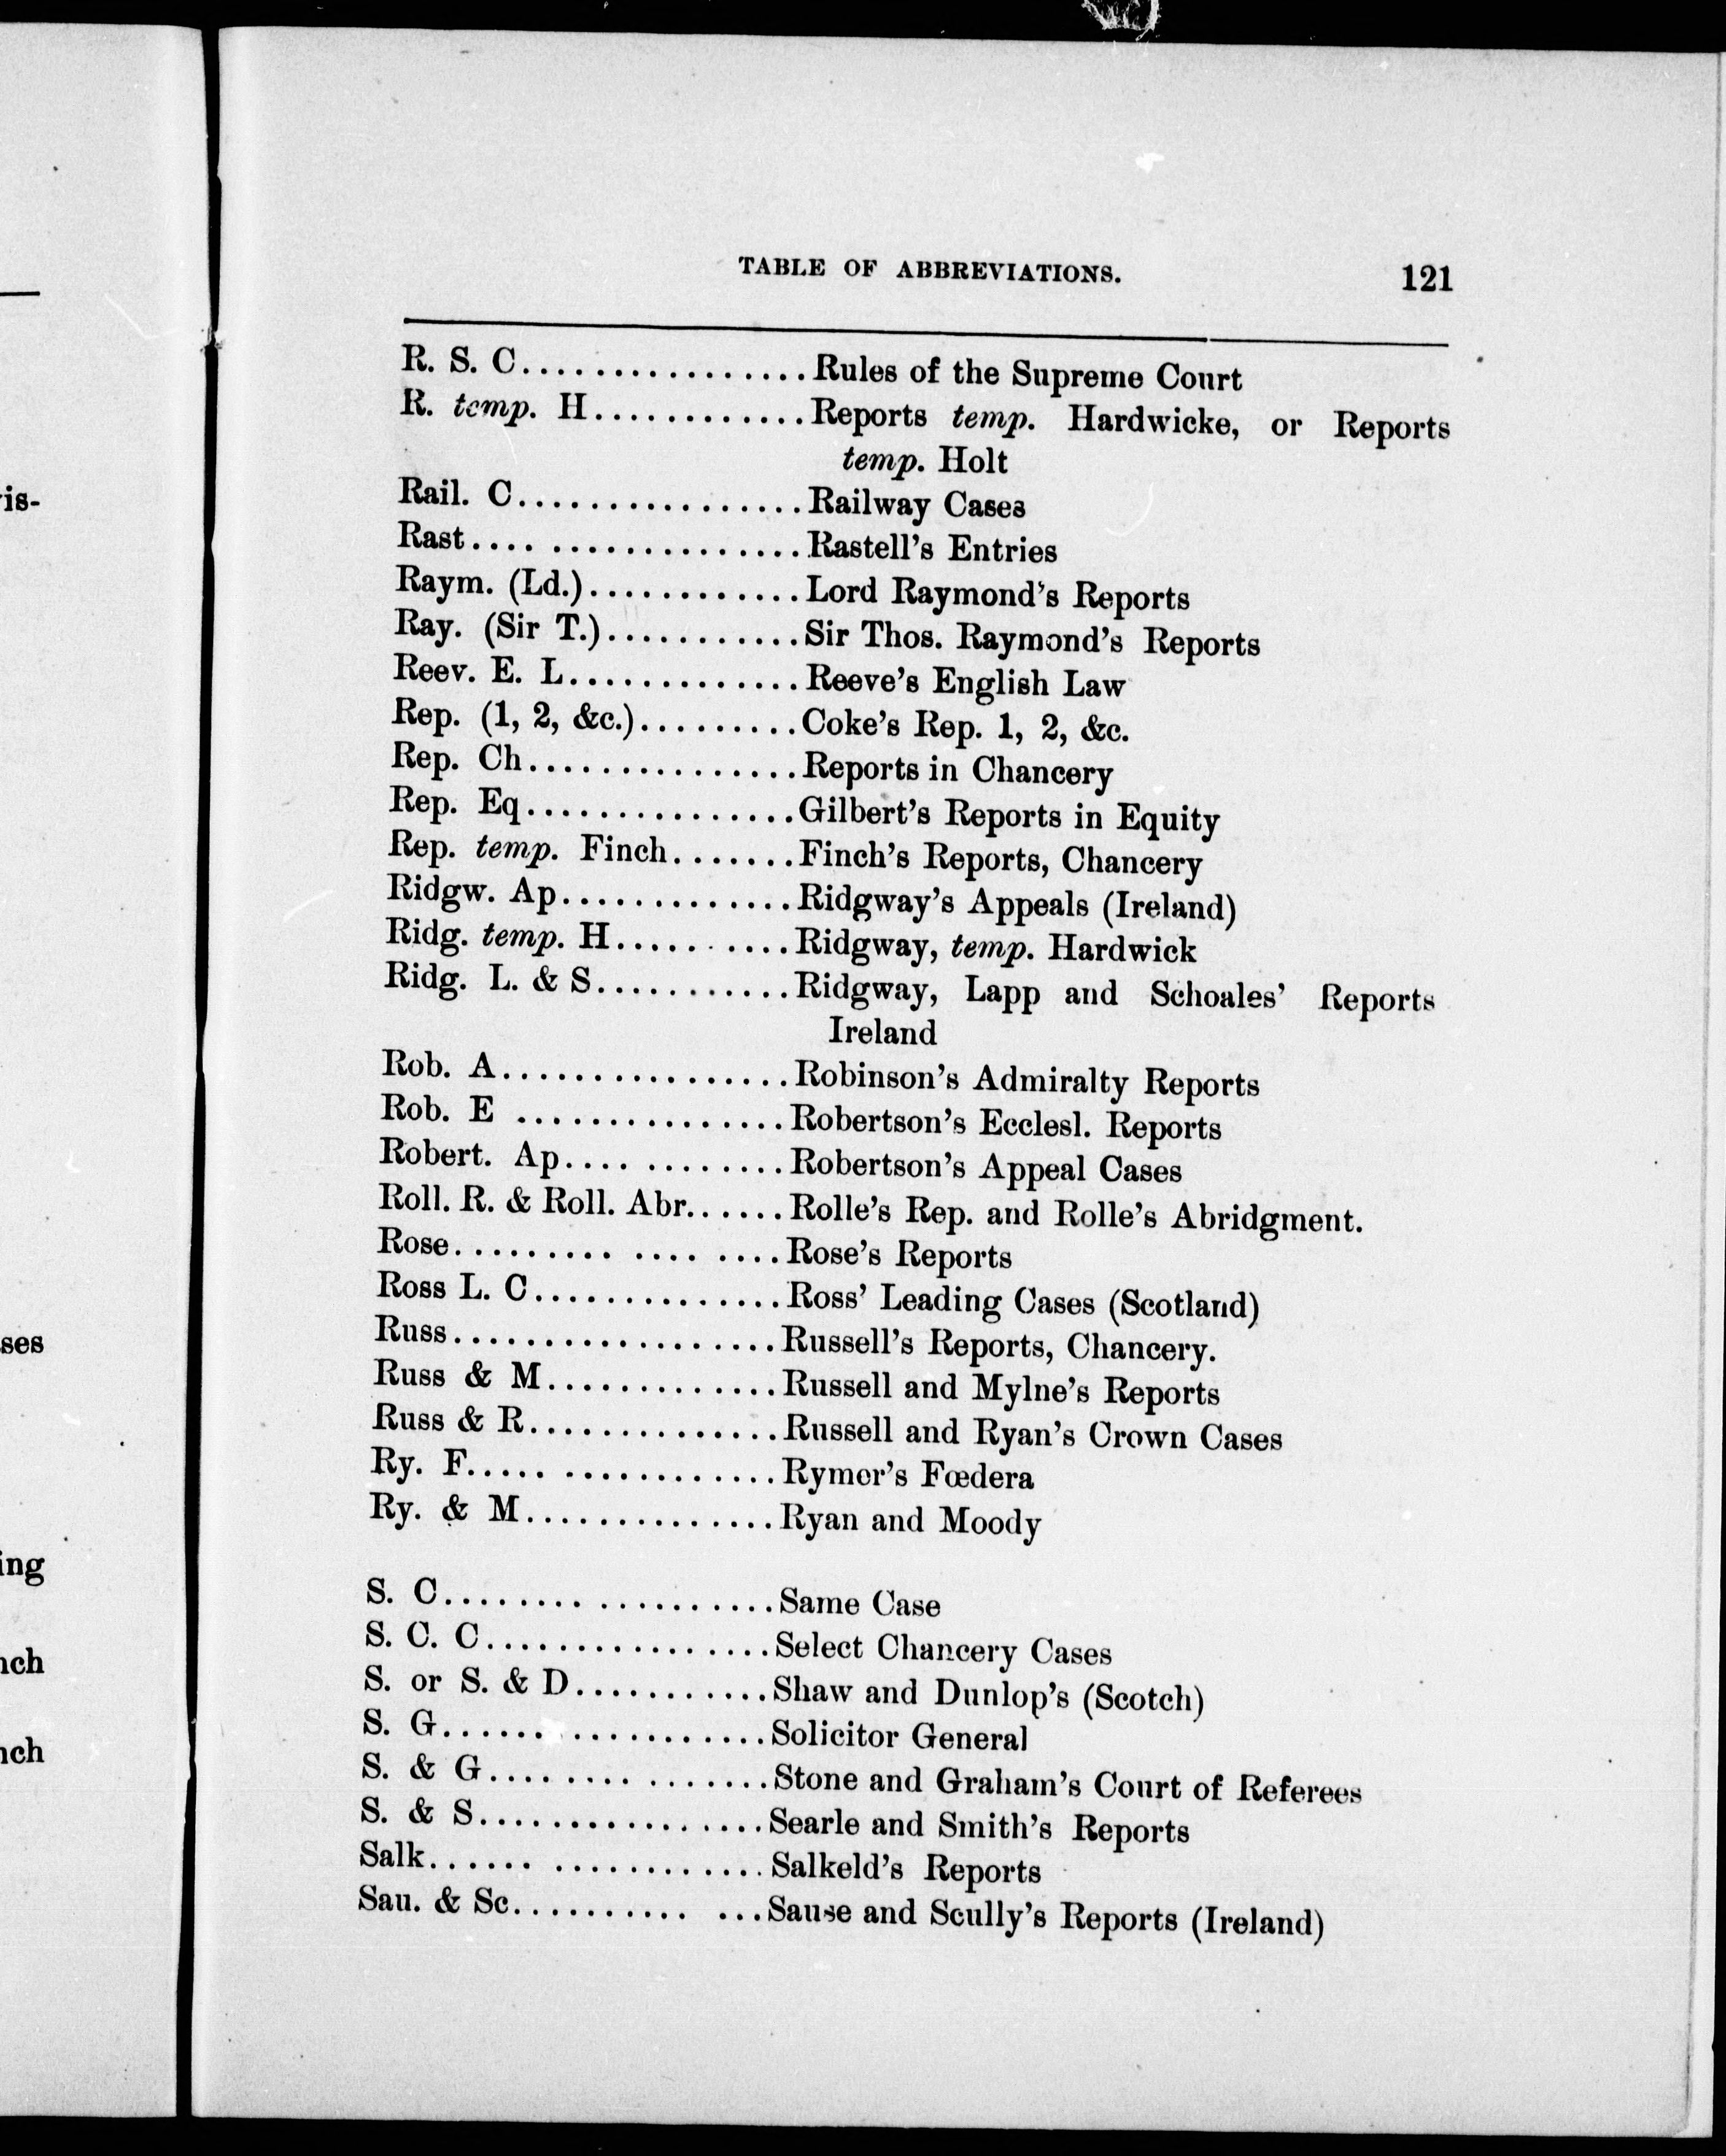 TABLE OF ABBREVIATIONS. 121
R. S. C................Rules of the Supreme Court
R. temp. H............Reports temp. Hardwicke, or Reports
temp. Holt
Rail. C................Railway Cases
Rast.... ..............Rastell's Entries
Raym. (Ld.)............Lord Raymond's Reports
Ray. (Sir T.)...........Sir Thos. Raymond's Reports
Reev. E. L.............Reeve's English Law
Rep. (1, 2, &c.).........Coke's Rep. 1, 2, &c.
Rep. Ch...............Reports in Chancery
Rep. Eq...............Gilbert's Reports in Equity
Rep. temp. Finch.......Finch's Reports, Chancery
Ridgw. Ap.............Ridgway's Appeals (Ireland)
Ridg. temp. H..........Ridgway, temp. Hardwick
Ridg. L. & S...........Ridgway, Lapp and Schoales' Reports
Ireland
Rob. A................Robinson's Admiralty Reports
Rob. E ...............Robertson's Ecclesl. Reports
Robert. Ap.... ........Robertson's Appeal Cases
Roll. R. & Roll. Abr......Rolle's Rep. and Rolle's Abridgment.
Rose......... .... ....Rose's Reports
Ross L. C..............Ross' Leading Cases (Scotland)
Russ..................Russell's Reports, Chancery.
Russ & M.............Russell and Mylne's Reports
Russ & R..............Russell and Ryan's Crown Cases
Ry. F..... ............Rymer's Fœdera
Ry. & M..............Ryan and Moody
S. C........ ..........Same Case
S. C. C................Select Chancery Cases
S. or S. & D...........Shaw and Dunlop's (Scotch)
S. G...... ...........Solicitor General
S. & G........ .......Stone and Graham's Court of Referees
S. & S................Searle and Smith's Reports
Salk...... ............Salkeld's Reports
Sau. & Sc.......... ...Sause and Scully's Reports (Ireland)